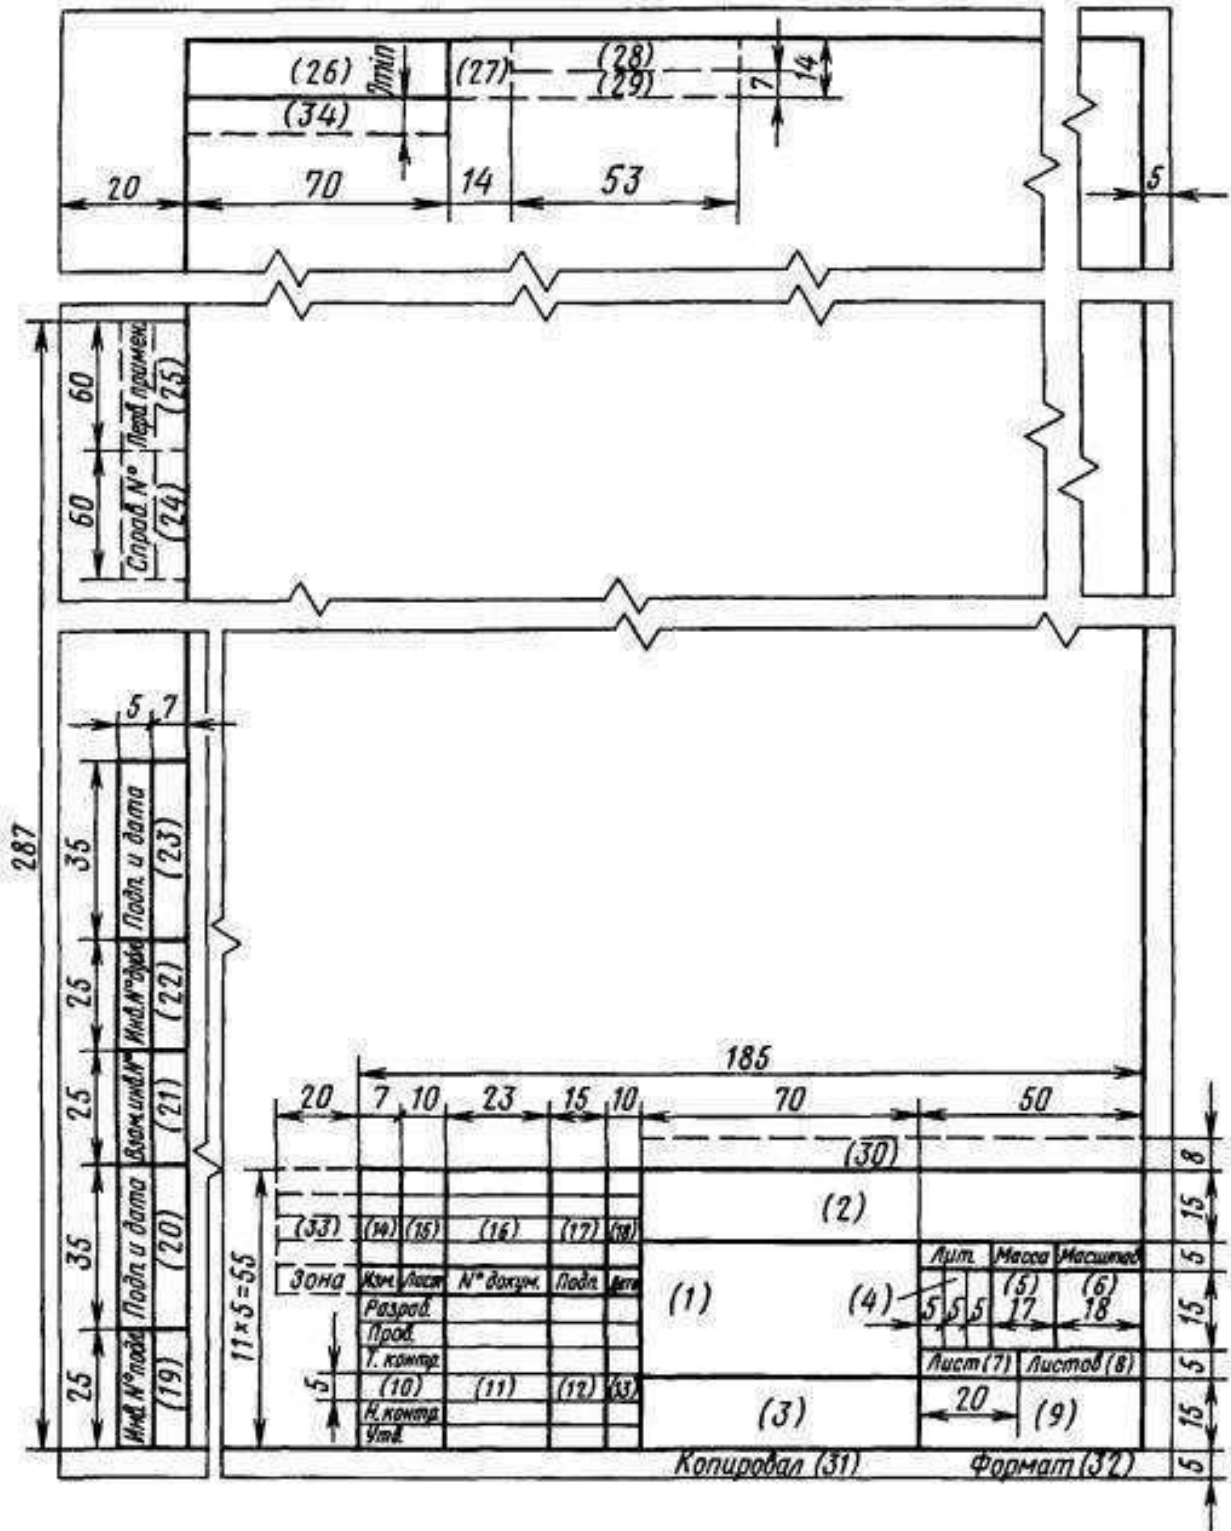 (26) 7min (27) (28)
(29) 7 14
(34)
20 70 14 53 5
60 Перв. примен. (25)
60 Справ. № (24)
287
5 7
35 Подп. и дата (23)
25 Инв. № дубл. (22)
25 Взам. инв. № (21)
35 Подп. и дата (20)
25 Инв. № подл. (19)
185
20 7 10 23 15 10 70 50
(30) 8
(2) 15
(33) (14) (15) (16) (17) (18)
Лит. Масса Масштаб 5
Зона Изм. Лист № докум. Подп. Дата
(1) (4) (5) (6)
5 5 5 17 18 15
11×5=55
Разраб.
Пров.
Т. контр.
Лист (7) Листов (8) 5
5 (10) (11) (12) (13)
Н. контр.
Утв.
(3) 20 (9) 15
Копировал (31) Формат (32) 5